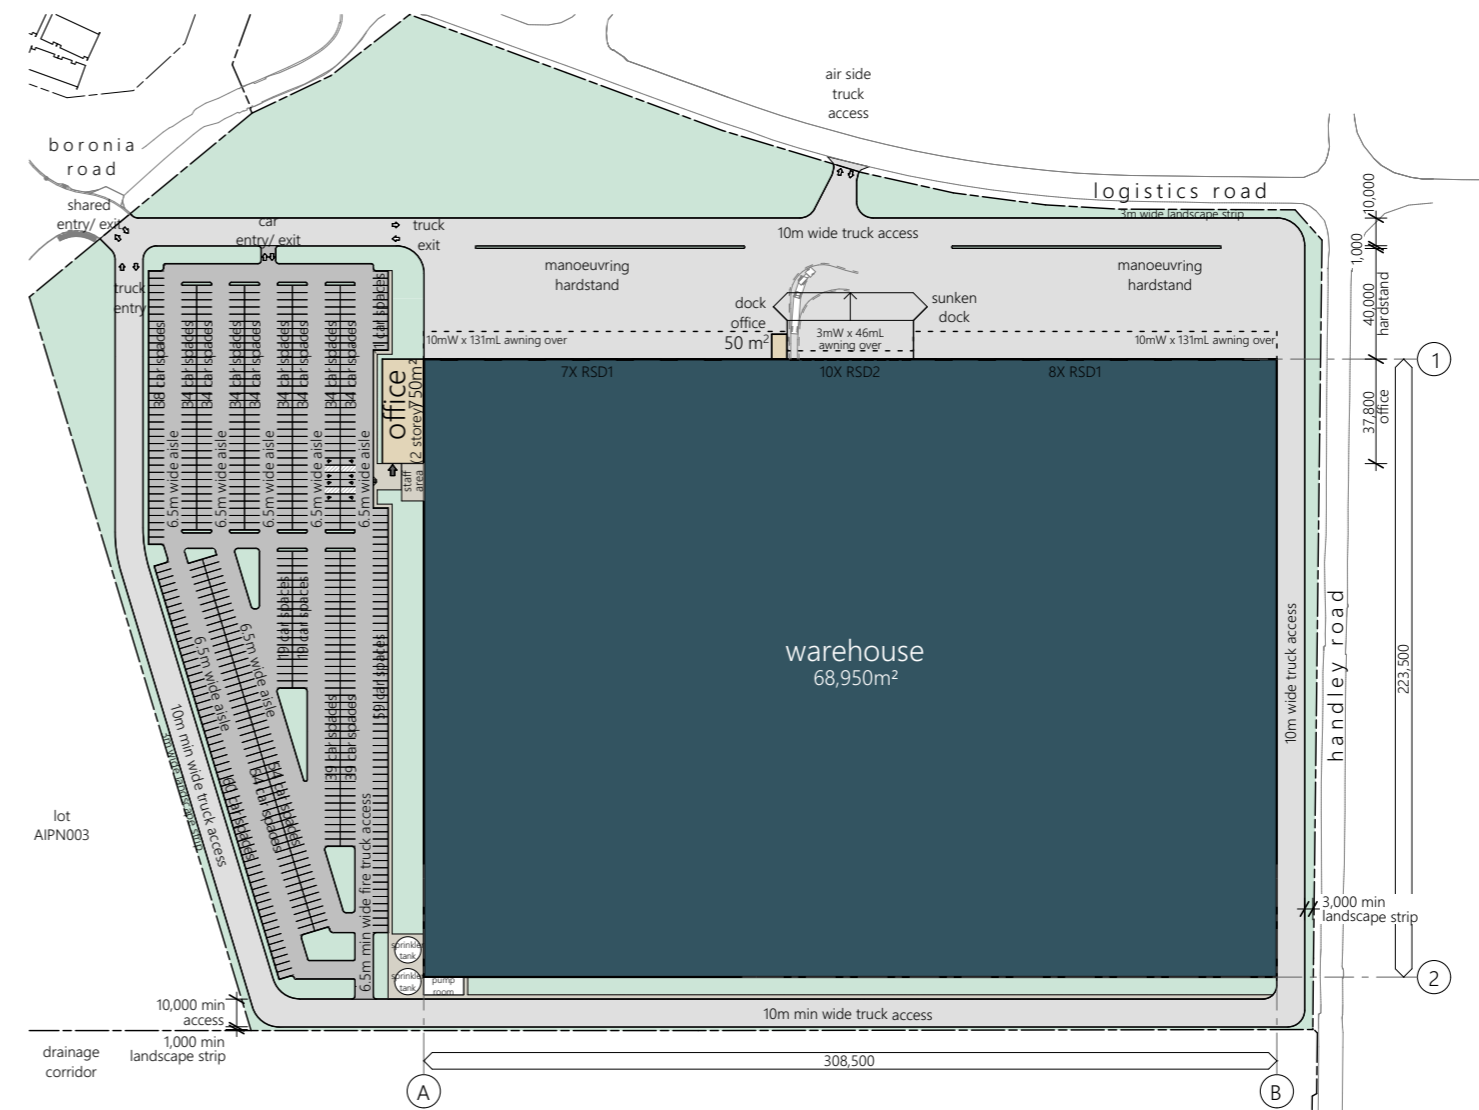 air side
truck
access
boronia
road
shared
entry/ exit
car
entry/ exit
truck
exit
truck
entry
logistics road
3m wide landscape strip
10m wide truck access
manoeuvring
hardstand
manoeuvring
hardstand
dock
office
50 m²
sunken
dock
10mW x 131mL awning over
3mW x 46mL
awning over
10mW x 131mL awning over
7X RSD1
10X RSD2
8X RSD1
10,000
1,000
40,000
hardstand
37,800
office
1
38 car spaces
34 car spaces
34 car spaces
34 car spaces
34 car spaces
34 car spaces
34 car spaces
34 car spaces
34 car spaces
car spaces
6.5m wide aisle
6.5m wide aisle
6.5m wide aisle
6.5m wide aisle
6.5m wide aisle
office
(2 storey)
staff
area
warehouse
68,950m²
19 car spaces
19 car spaces
59 car spaces
39 car spaces
39 car spaces
6.5m wide aisle
6.5m wide aisle
60 car spaces
54 car spaces
54 car spaces
10m min wide truck access
3m wide landscape strip
6.5m min wide fire truck access
10m wide truck access
handley road
223,500
3,000 min
landscape strip
lot
AIPN003
sprinkler
tank
sprinkler
tank
pump
room
2
10,000 min
access
1,000 min
landscape strip
drainage
corridor
10m min wide truck access
308,500
A
B